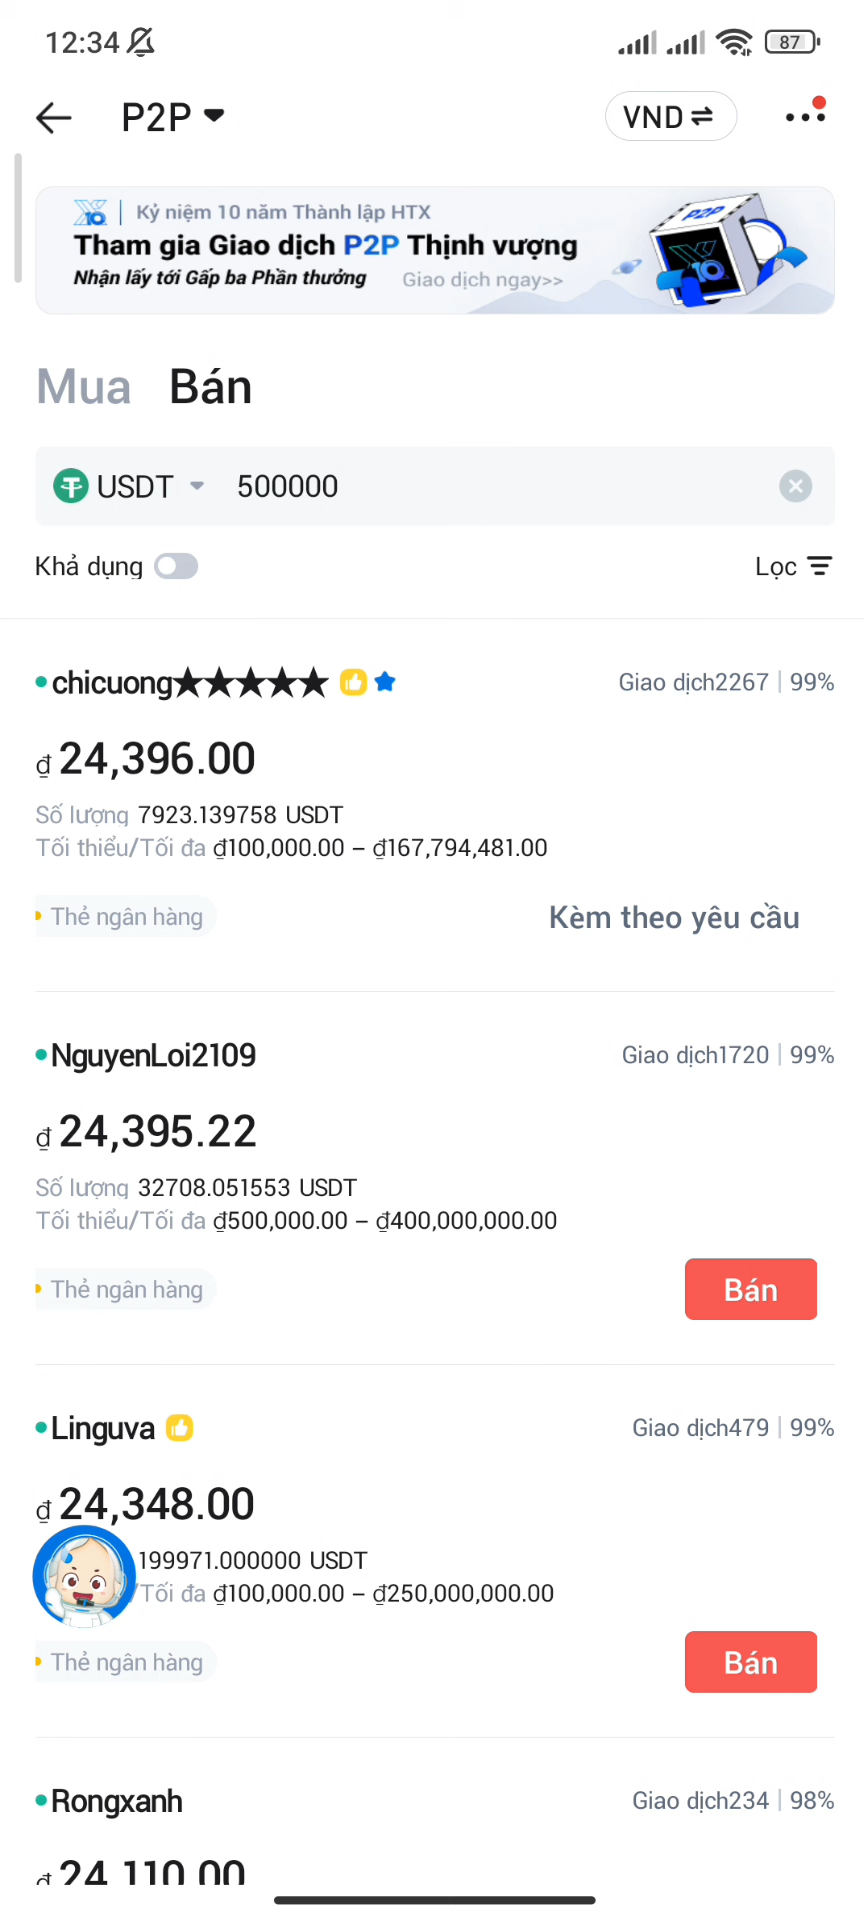 12:34
87
P2P
VND
X10 | Kỷ niệm 10 năm Thành lập HTX
Tham gia Giao dịch P2P Thịnh vượng
Nhận lấy tới Gấp ba Phần thưởng Giao dịch ngay>>
P2P
X10
Mua Bán
USDT 500000
Khả dụng
Lọc
chicuong★★★★★
Giao dịch2267 | 99%
₫ 24,396.00
Số lượng 7923.139758 USDT
Tối thiểu/Tối đa ₫100,000.00 – ₫167,794,481.00
Thẻ ngân hàng
Kèm theo yêu cầu
NguyenLoi2109
Giao dịch1720 | 99%
₫ 24,395.22
Số lượng 32708.051553 USDT
Tối thiểu/Tối đa ₫500,000.00 – ₫400,000,000.00
Thẻ ngân hàng
Bán
Linguva
Giao dịch479 | 99%
₫ 24,348.00
199971.000000 USDT
/Tối đa ₫100,000.00 – ₫250,000,000.00
Thẻ ngân hàng
Bán
Rongxanh
Giao dịch234 | 98%
₫ 24,110.00